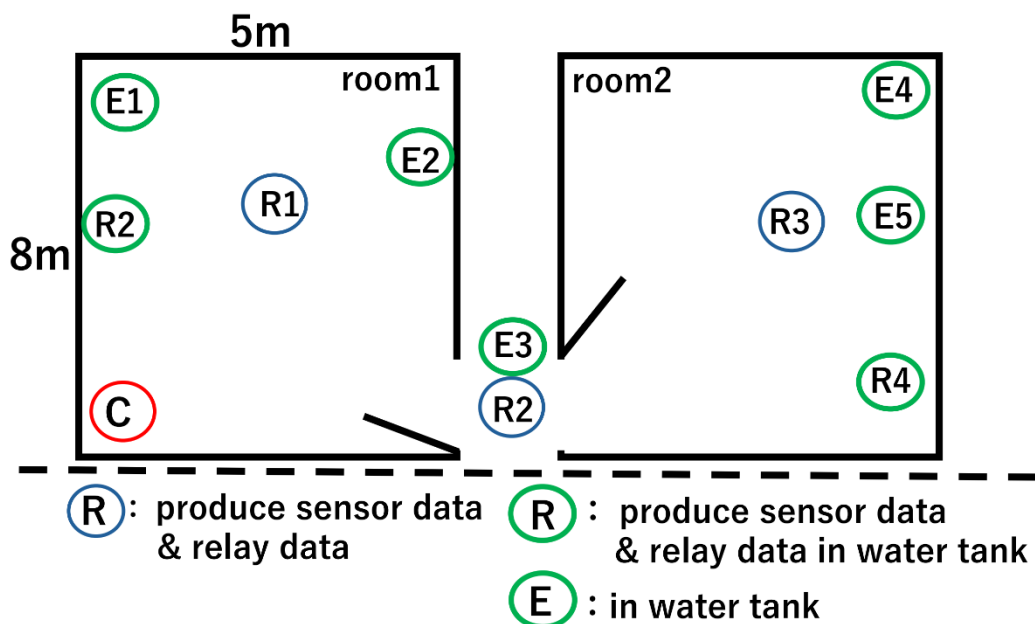 5m
room1
room2
E1
E4
E2
R1
R2
R3
E5
8m
E3
R4
C
R2
R : produce sensor data
& relay data
R : produce sensor data
& relay data in water tank
E : in water tank